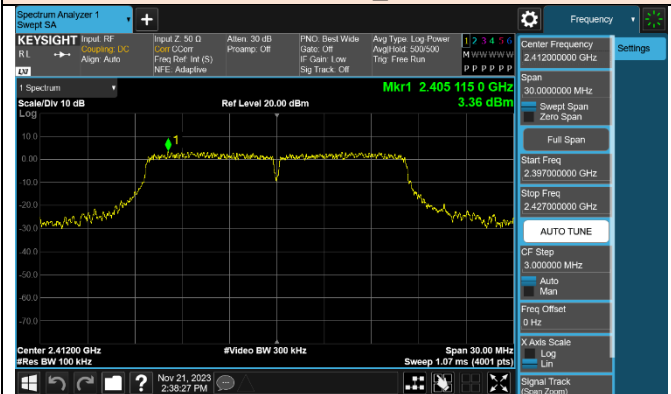 Spectrum Analyzer 1
Swept SA
+
Frequency
KEYSIGHT
RL
LXI
Input: RF
Coupling: DC
Align: Auto
Input Z: 50 Ω
Corr CCorr
Freq Ref: Int (S)
NFE: Adaptive
Atten: 30 dB
Preamp: Off
PNO: Best Wide
Gate: Off
IF Gain: Low
Sig Track: Off
Avg Type: Log-Power
Avg|Hold: 500/500
Trig: Free Run
1 2 3 4 5 6
M W W W W W
P P P P P P
1 Spectrum
Scale/Div 10 dB
Log
Ref Level 20.00 dBm
Mkr1 2.405 115 0 GHz
3.36 dBm
1
10.0
0.00
-10.0
-20.0
-30.0
-40.0
-50.0
-60.0
-70.0
Center 2.41200 GHz
#Res BW 100 kHz
#Video BW 300 kHz
Span 30.00 MHz
Sweep 1.07 ms (4001 pts)
?
Nov 21, 2023
2:38:27 PM
Center Frequency
2.412000000 GHz
Settings
Span
30.0000000 MHz
Swept Span
Zero Span
Full Span
Start Freq
2.397000000 GHz
Stop Freq
2.427000000 GHz
AUTO TUNE
CF Step
3.000000 MHz
Auto
Man
Freq Offset
0 Hz
X Axis Scale
Log
Lin
Signal Track
(Span Zoom)